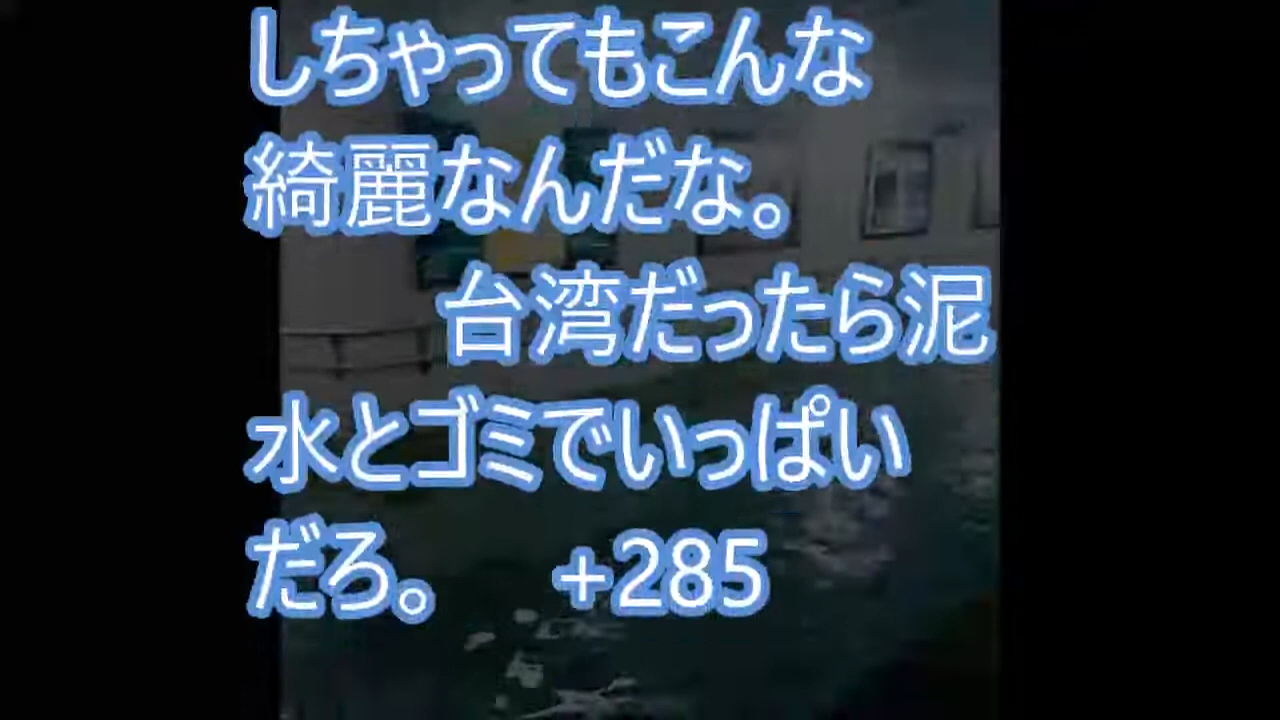 しちゃってもこんな
綺麗なんだな。
台湾だったら泥
水とゴミでいっぱい
だろ。 +285